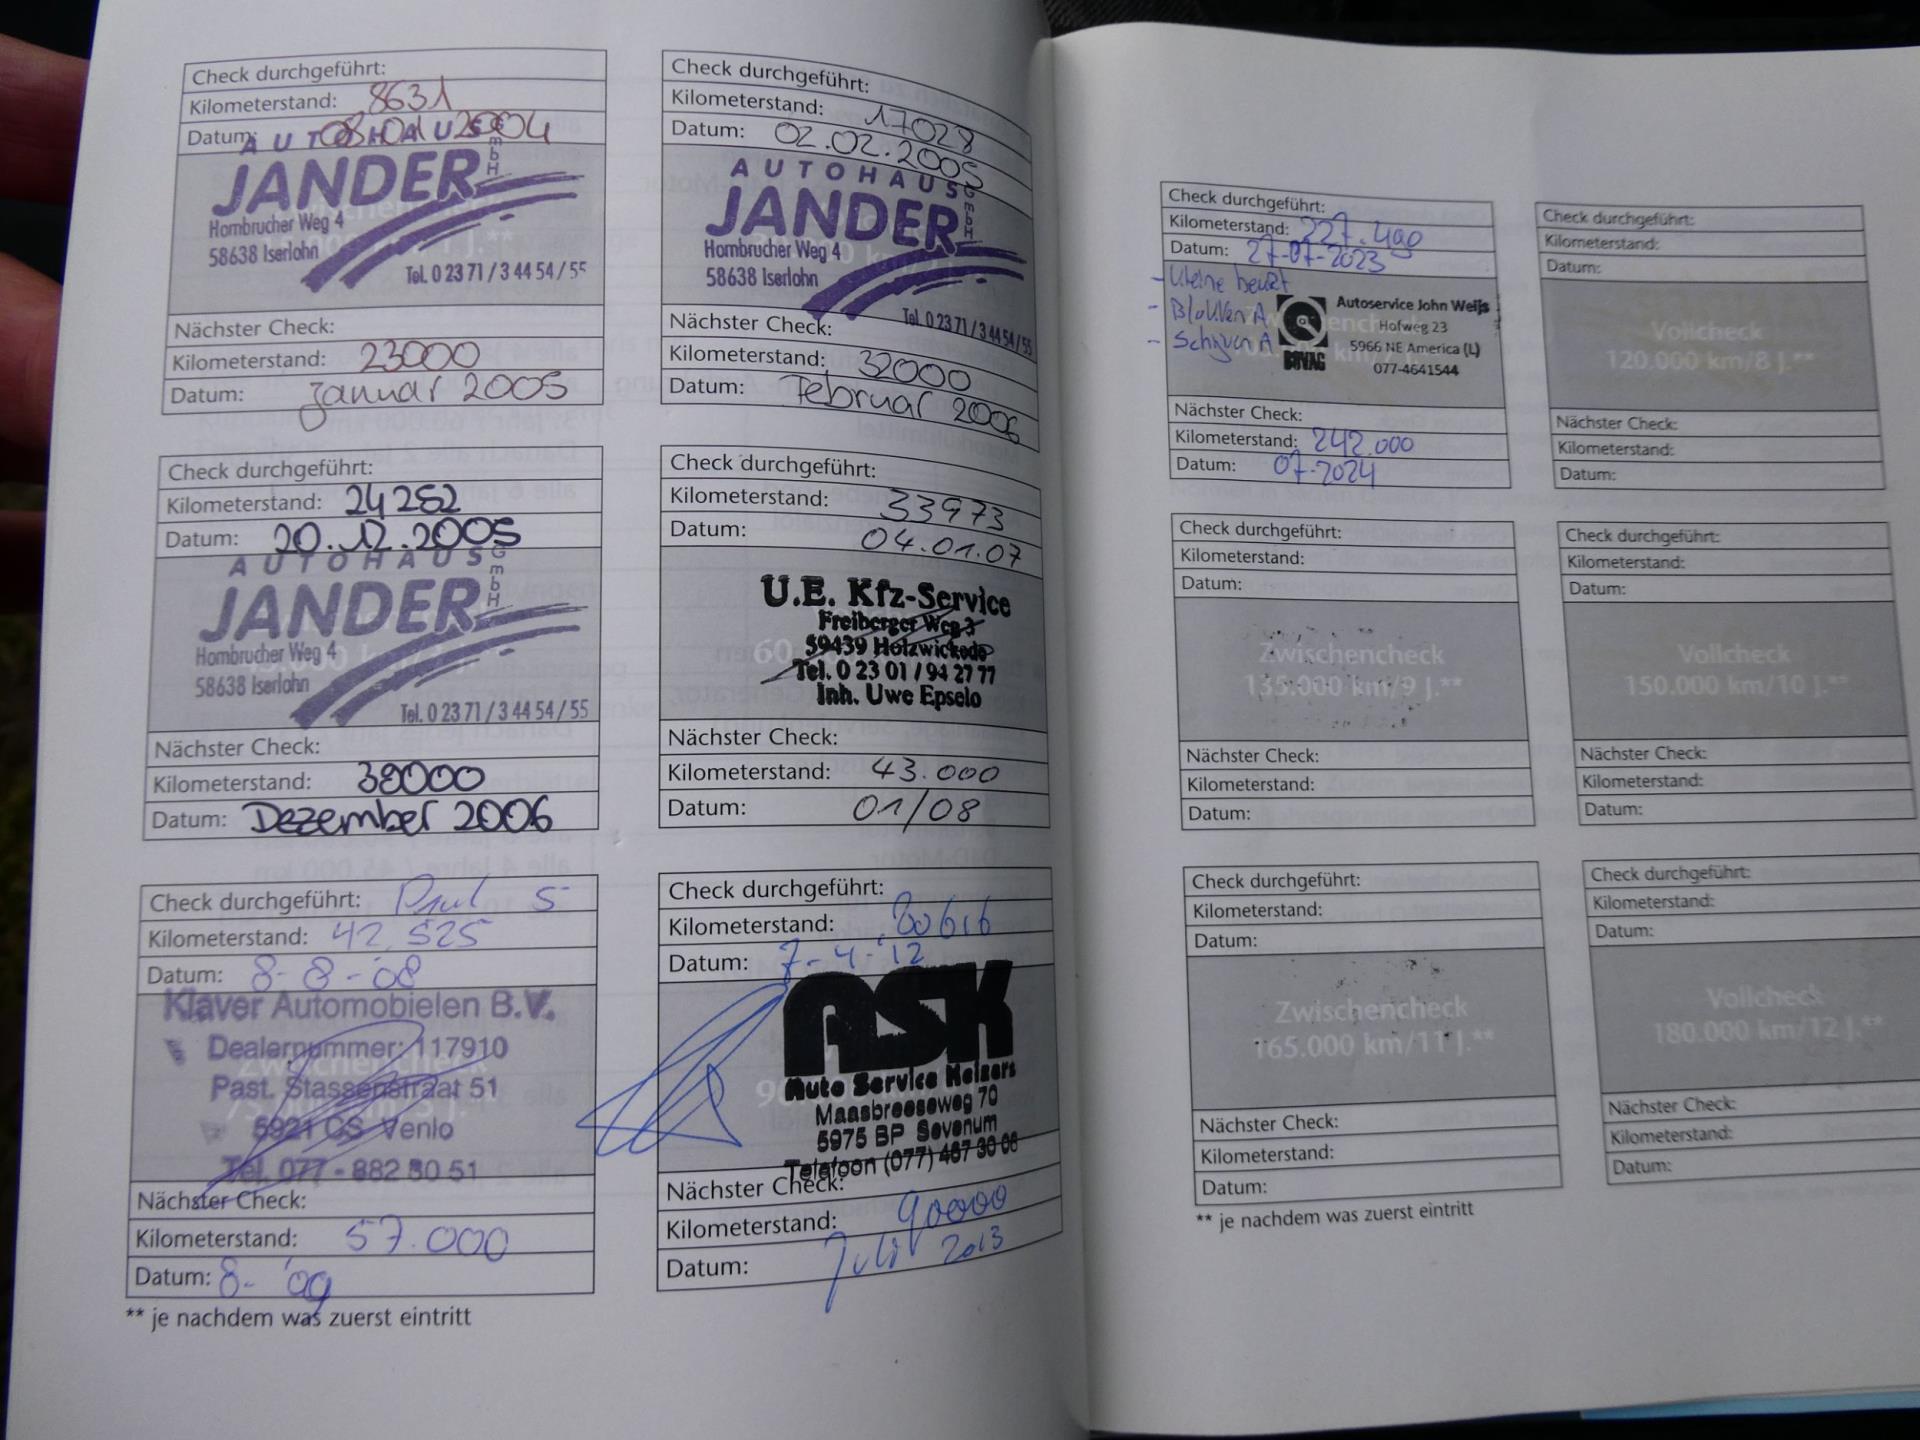 Check durchgeführt:
Kilometerstand: 8631
Datum: 08.01.2004
AUTOHAUS GmbH
JANDER
Hombrucher Weg 4
58638 Iserlohn
Tel. 0 23 71 / 3 44 54 / 55
Nächster Check:
Kilometerstand: 23000
Datum: Januar 2005
Check durchgeführt:
Kilometerstand: 17028
Datum: 02.02.2005
AUTOHAUS GmbH
JANDER
Hombrucher Weg 4
58638 Iserlohn
Tel. 0 23 71 / 3 44 54 / 55
Nächster Check:
Kilometerstand: 32000
Datum: Februar 2006
Check durchgeführt:
Kilometerstand: 24252
Datum: 20.12.2005
AUTOHAUS GmbH
JANDER
Hombrucher Weg 4
58638 Iserlohn
Tel. 0 23 71 / 3 44 54 / 55
Nächster Check:
Kilometerstand: 38000
Datum: Dezember 2006
Check durchgeführt:
Kilometerstand: 33973
Datum: 04.01.07
U.E. Kfz-Service
Freiberger Weg 3
59439 Holzwickede
Tel. 0 23 01 / 94 27 77
Inh. Uwe Epselo
Nächster Check:
Kilometerstand: 43.000
Datum: 01/08
Check durchgeführt:
Kilometerstand: 42.525
Datum: 8-8-'08
Klaver Automobielen B.V.
Dealernummer: 117910
Past. Stassenstraat 51
5921 CS Venlo
Tel. 077 - 382 30 51
Nächster Check:
Kilometerstand: 57.000
Datum: 8-'09
Check durchgeführt:
Kilometerstand: 80616
Datum: 7-4-'12
ASK
Auto Service Keizers
Maasbreeseweg 70
5975 BP Sevenum
Telefoon (077) 467 30 06
Nächster Check:
Kilometerstand: 90000
Datum: Juli 2013
** je nachdem was zuerst eintritt
Check durchgeführt:
Kilometerstand: 227.490
Datum: 27-07-2023
- Kleine beurt
- Blokken A
- Schijven A
Autoservice John Weijs
Hofweg 23
5966 NE America (L)
077-4641544
BOVAG
Nächster Check:
Kilometerstand: 242.000
Datum: 07-2024
Check durchgeführt:
Kilometerstand:
Datum:
Vollcheck
120.000 km/8 J.**
Nächster Check:
Kilometerstand:
Datum:
Check durchgeführt:
Kilometerstand:
Datum:
Zwischencheck
135.000 km/9 J.**
Nächster Check:
Kilometerstand:
Datum:
Check durchgeführt:
Kilometerstand:
Datum:
Vollcheck
150.000 km/10 J.**
Nächster Check:
Kilometerstand:
Datum:
Check durchgeführt:
Kilometerstand:
Datum:
Zwischencheck
165.000 km/11 J.**
Nächster Check:
Kilometerstand:
Datum:
Check durchgeführt:
Kilometerstand:
Datum:
Vollcheck
180.000 km/12 J.**
Nächster Check:
Kilometerstand:
Datum:
** je nachdem was zuerst eintritt